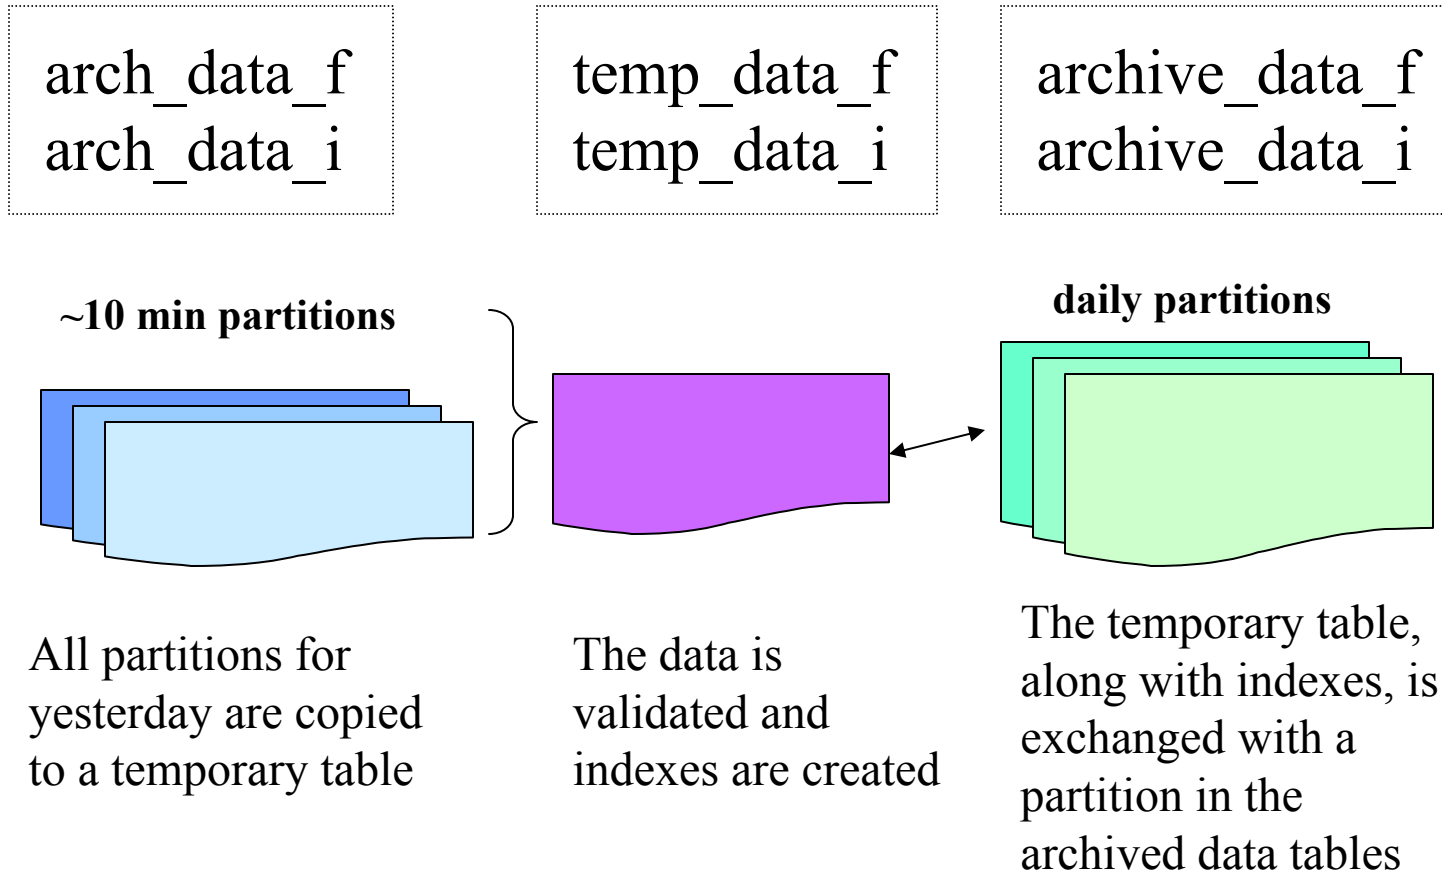 arch_data_f
arch_data_i
temp_data_f
temp_data_i
archive_data_f
archive_data_i
~10 min partitions
daily partitions
All partitions for
yesterday are copied
to a temporary table
The data is
validated and
indexes are created
The temporary table,
along with indexes, is
exchanged with a
partition in the
archived data tables